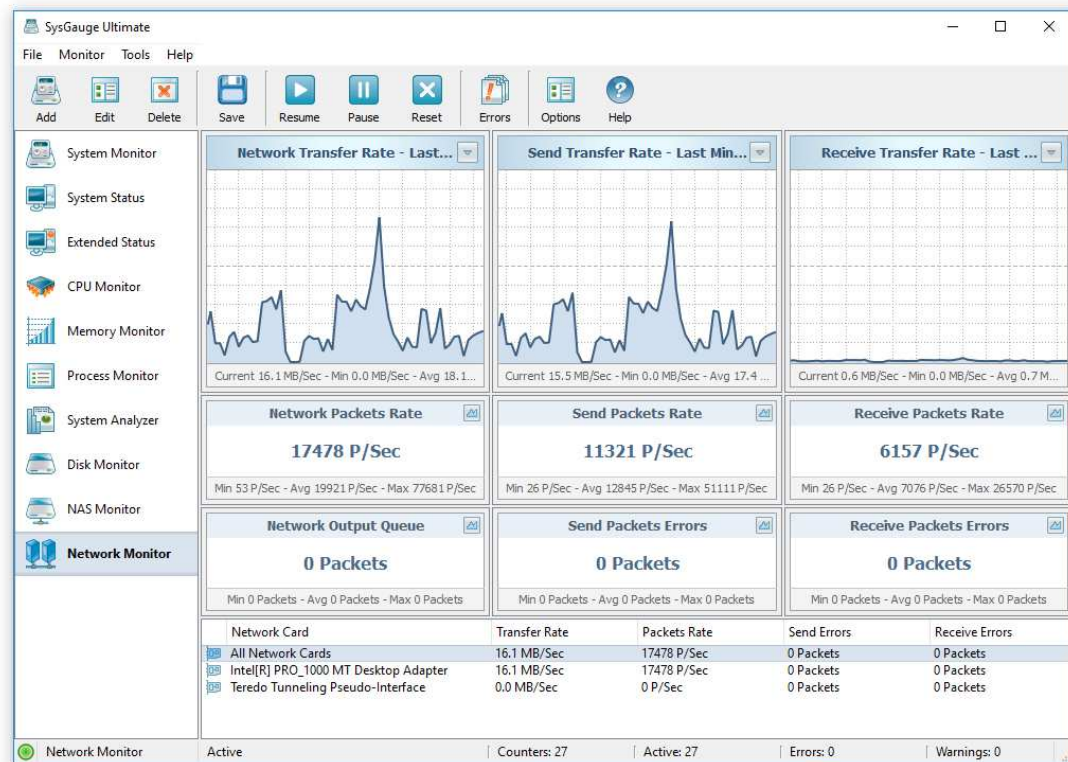 SysGauge Ultimate
File Monitor Tools Help
Add Edit Delete Save Resume Pause Reset Errors Options Help
System Monitor
System Status
Extended Status
CPU Monitor
Memory Monitor
Process Monitor
System Analyzer
Disk Monitor
NAS Monitor
Network Monitor
Network Transfer Rate - Last...
Current 16.1 MB/Sec - Min 0.0 MB/Sec - Avg 18.1...
Send Transfer Rate - Last Min...
Current 15.5 MB/Sec - Min 0.0 MB/Sec - Avg 17.4 ...
Receive Transfer Rate - Last ...
Current 0.6 MB/Sec - Min 0.0 MB/Sec - Avg 0.7 M...
Network Packets Rate
17478 P/Sec
Min 53 P/Sec - Avg 19921 P/Sec - Max 77681 P/Sec
Send Packets Rate
11321 P/Sec
Min 26 P/Sec - Avg 12845 P/Sec - Max 51111 P/Sec
Receive Packets Rate
6157 P/Sec
Min 26 P/Sec - Avg 7076 P/Sec - Max 26570 P/Sec
Network Output Queue
0 Packets
Min 0 Packets - Avg 0 Packets - Max 0 Packets
Send Packets Errors
0 Packets
Min 0 Packets - Avg 0 Packets - Max 0 Packets
Receive Packets Errors
0 Packets
Min 0 Packets - Avg 0 Packets - Max 0 Packets
Network Card Transfer Rate Packets Rate Send Errors Receive Errors
All Network Cards 16.1 MB/Sec 17478 P/Sec 0 Packets 0 Packets
Intel[R] PRO_1000 MT Desktop Adapter 16.1 MB/Sec 17478 P/Sec 0 Packets 0 Packets
Teredo Tunneling Pseudo-Interface 0.0 MB/Sec 0 P/Sec 0 Packets 0 Packets
Network Monitor Active Counters: 27 Active: 27 Errors: 0 Warnings: 0